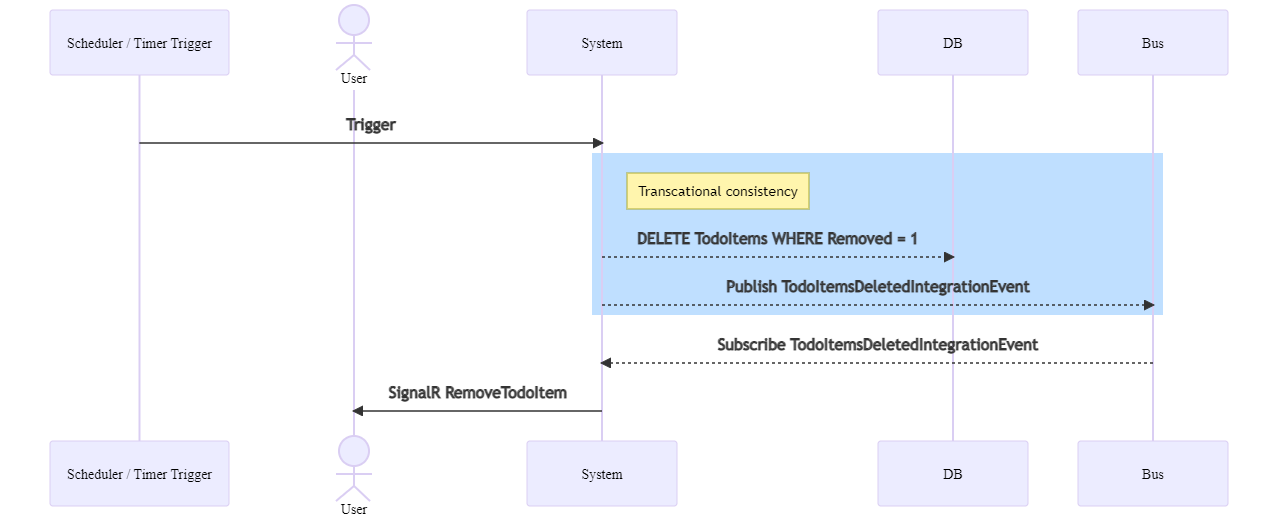 Scheduler / Timer Trigger
User
System
DB
Bus
Trigger
Transcational consistency
DELETE TodoItems WHERE Removed = 1
Publish TodoItemsDeletedIntegrationEvent
Subscribe TodoItemsDeletedIntegrationEvent
SignalR RemoveTodoItem
Scheduler / Timer Trigger
User
System
DB
Bus